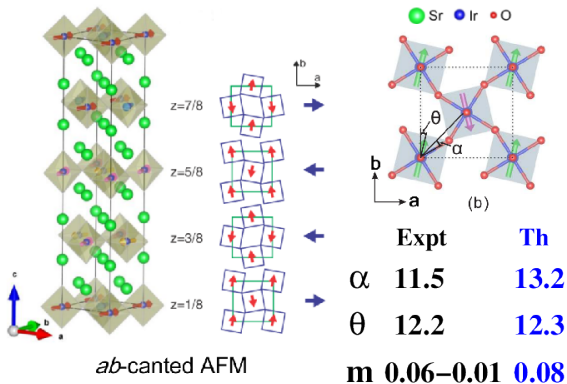 Sr Ir O
b
a
z=7/8
z=5/8
z=3/8
z=1/8
c
b
a
ab-canted AFM
θ
α
b
a
(b)
Expt Th
α 11.5 13.2
θ 12.2 12.3
m 0.06–0.01 0.08